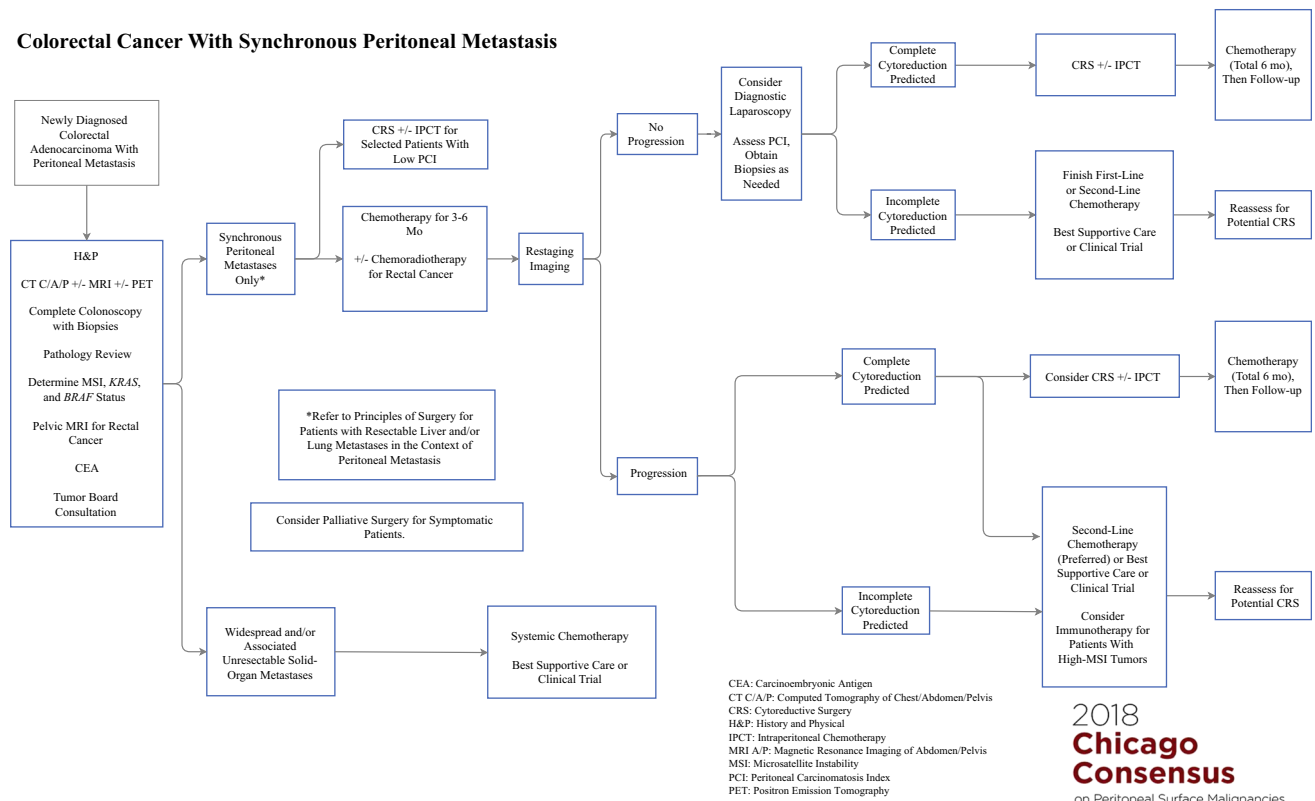 Colorectal Cancer With Synchronous Peritoneal Metastasis
Newly Diagnosed
Colorectal
Adenocarcinoma With
Peritoneal Metastasis
H&P
CT C/A/P +/- MRI +/- PET
Complete Colonoscopy
with Biopsies
Pathology Review
Determine MSI, KRAS,
and BRAF Status
Pelvic MRI for Rectal
Cancer
CEA
Tumor Board
Consultation
Synchronous
Peritoneal
Metastases
Only*
CRS +/- IPCT for
Selected Patients With
Low PCI
Chemotherapy for 3-6
Mo
+/- Chemoradiotherapy
for Rectal Cancer
Restaging
Imaging
No
Progression
Consider
Diagnostic
Laparoscopy
Assess PCI,
Obtain
Biopsies as
Needed
Complete
Cytoreduction
Predicted
CRS +/- IPCT
Chemotherapy
(Total 6 mo),
Then Follow-up
Incomplete
Cytoreduction
Predicted
Finish First-Line
or Second-Line
Chemotherapy
Best Supportive Care
or Clinical Trial
Reassess for
Potential CRS
Progression
Complete
Cytoreduction
Predicted
Consider CRS +/- IPCT
Chemotherapy
(Total 6 mo),
Then Follow-up
Incomplete
Cytoreduction
Predicted
Second-Line
Chemotherapy
(Preferred) or Best
Supportive Care or
Clinical Trial
Consider
Immunotherapy for
Patients With
High-MSI Tumors
Reassess for
Potential CRS
*Refer to Principles of Surgery for
Patients with Resectable Liver and/or
Lung Metastases in the Context of
Peritoneal Metastasis
Consider Palliative Surgery for Symptomatic
Patients.
Widespread and/or
Associated
Unresectable Solid-
Organ Metastases
Systemic Chemotherapy
Best Supportive Care or
Clinical Trial
CEA: Carcinoembryonic Antigen
CT C/A/P: Computed Tomography of Chest/Abdomen/Pelvis
CRS: Cytoreductive Surgery
H&P: History and Physical
IPCT: Intraperitoneal Chemotherapy
MRI A/P: Magnetic Resonance Imaging of Abdomen/Pelvis
MSI: Microsatellite Instability
PCI: Peritoneal Carcinomatosis Index
PET: Positron Emission Tomography
2018
Chicago
Consensus
on Peritoneal Surface Malignancies